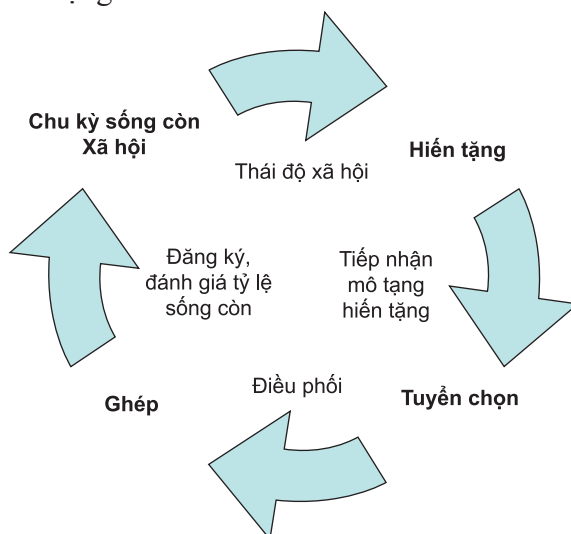 Chu kỳ sống còn
Xã hội
Thái độ xã hội
Hiến tặng
Đăng ký,
đánh giá tỷ lệ
sống còn
Tiếp nhận
mô tạng
hiến tặng
Ghép
Điều phối
Tuyển chọn